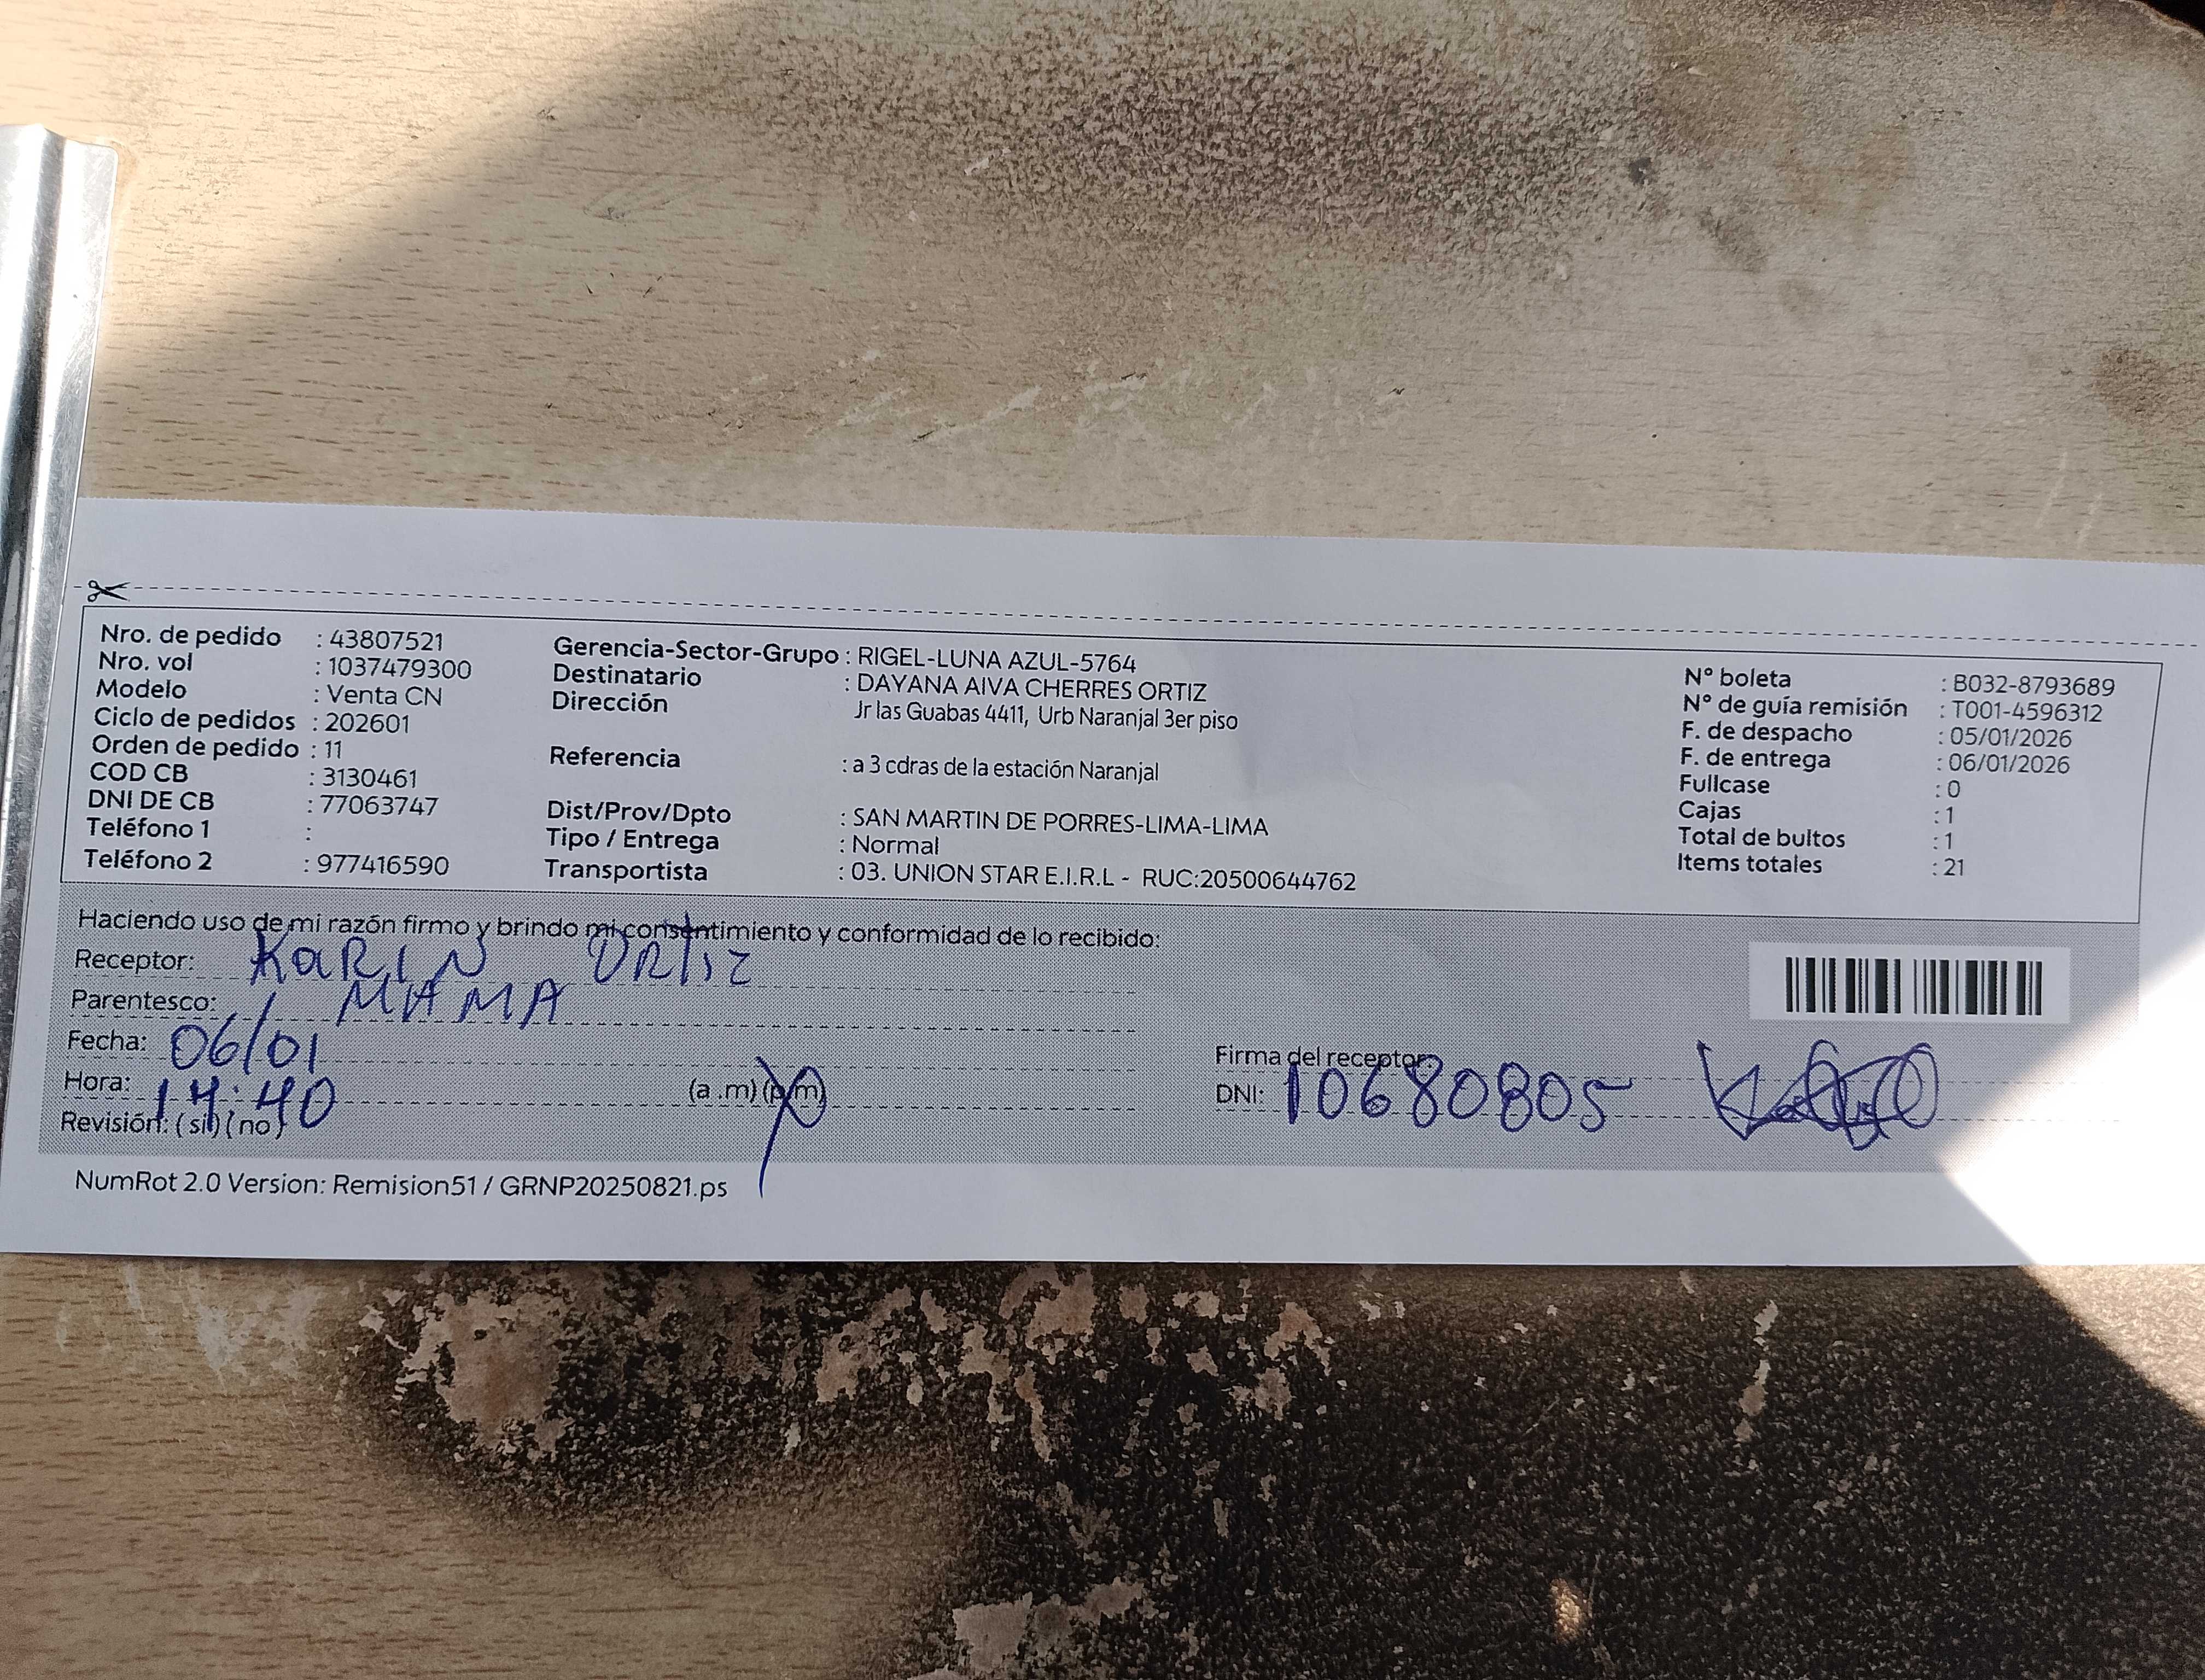 Nro. de pedido : 43807521
Nro. vol : 1037479300
Modelo : Venta CN
Ciclo de pedidos : 202601
Orden de pedido : 11
COD CB : 3130461
DNI DE CB : 77063747
Teléfono 1 :
Teléfono 2 : 977416590
Gerencia-Sector-Grupo : RIGEL-LUNA AZUL-5764
Destinatario : DAYANA AIVA CHERRES ORTIZ
Dirección Jr las Guabas 4411, Urb Naranjal 3er piso
Referencia : a 3 cdras de la estación Naranjal
Dist/Prov/Dpto : SAN MARTIN DE PORRES-LIMA-LIMA
Tipo / Entrega : Normal
Transportista : 03. UNION STAR E.I.R.L - RUC:20500644762
N° boleta : B032-8793689
N° de guía remisión : T001-4596312
F. de despacho : 05/01/2026
F. de entrega : 06/01/2026
Fullcase : 0
Cajas : 1
Total de bultos : 1
Items totales : 21
Haciendo uso de mi razón firmo y brindo mi consentimiento y conformidad de lo recibido:
Receptor: KARIN ORTIZ
Parentesco: MAMA
Fecha: 06/01
Hora: 14:40 (a .m) (p.m)
Revisión: (si) (no)
Firma del receptor:
DNI: 10680805
NumRot 2.0 Version: Remision51 / GRNP20250821.ps